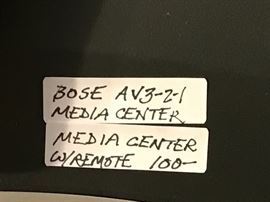 BOSE AV3-2-1
MEDIA CENTER
MEDIA CENTER
W/REMOTE 100-